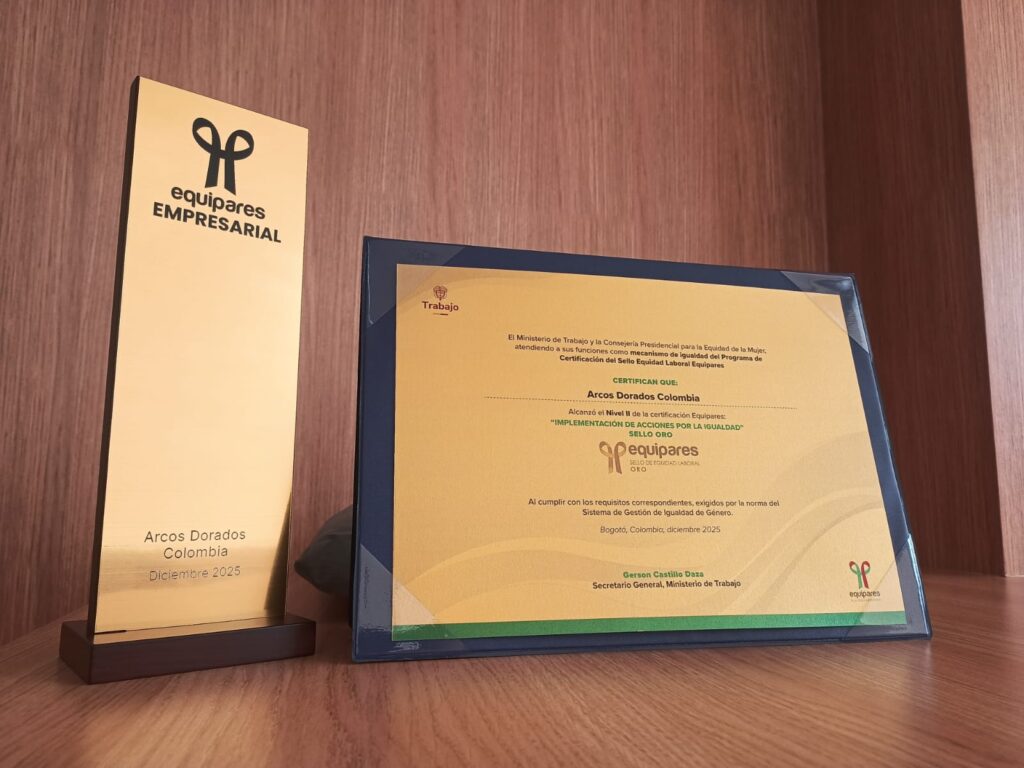 equipares
EMPRESARIAL
Arcos Dorados
Colombia
Diciembre 2025
Trabajo
El Ministerio de Trabajo y la Consejería Presidencial para la Equidad de la Mujer,
atendiendo a sus funciones como mecanismo de igualdad del Programa de
Certificación del Sello Equidad Laboral Equipares
CERTIFICAN QUE:
Arcos Dorados Colombia
Alcanzó el Nivel II de la certificación Equipares:
"IMPLEMENTACIÓN DE ACCIONES POR LA IGUALDAD"
SELLO ORO
equipares
SELLO DE EQUIDAD LABORAL
ORO
Al cumplir con los requisitos correspondientes, exigidos por la norma del
Sistema de Gestión de Igualdad de Género.
Bogotá, Colombia, diciembre 2025
Gerson Castillo Daza
Secretario General, Ministerio de Trabajo
equipares